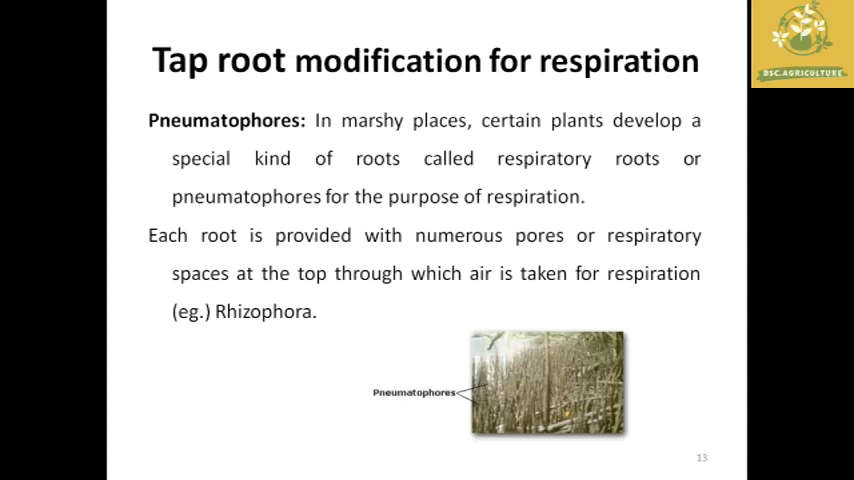 Tap root modification for respiration
DSC.AGRICULTURE
Pneumatophores: In marshy places, certain plants develop a
special kind of roots called respiratory roots or
pneumatophores for the purpose of respiration.
Each root is provided with numerous pores or respiratory
spaces at the top through which air is taken for respiration
(eg.) Rhizophora.
Pneumatophores
13